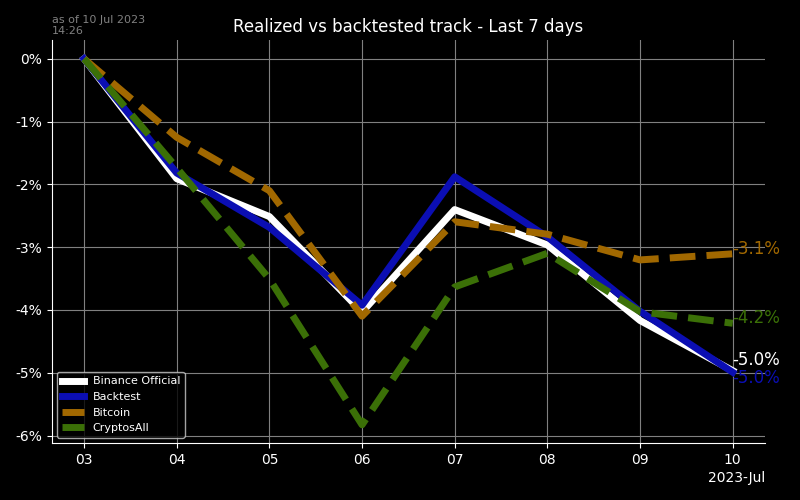 as of 10 Jul 2023
14:26
Realized vs backtested track - Last 7 days
0%
-1%
-2%
-3%
-4%
-5%
-6%
-3.1%
-4.2%
-5.0%
-5.0%
Binance Official
Backtest
Bitcoin
CryptosAll
03 04 05 06 07 08 09 10
2023-Jul